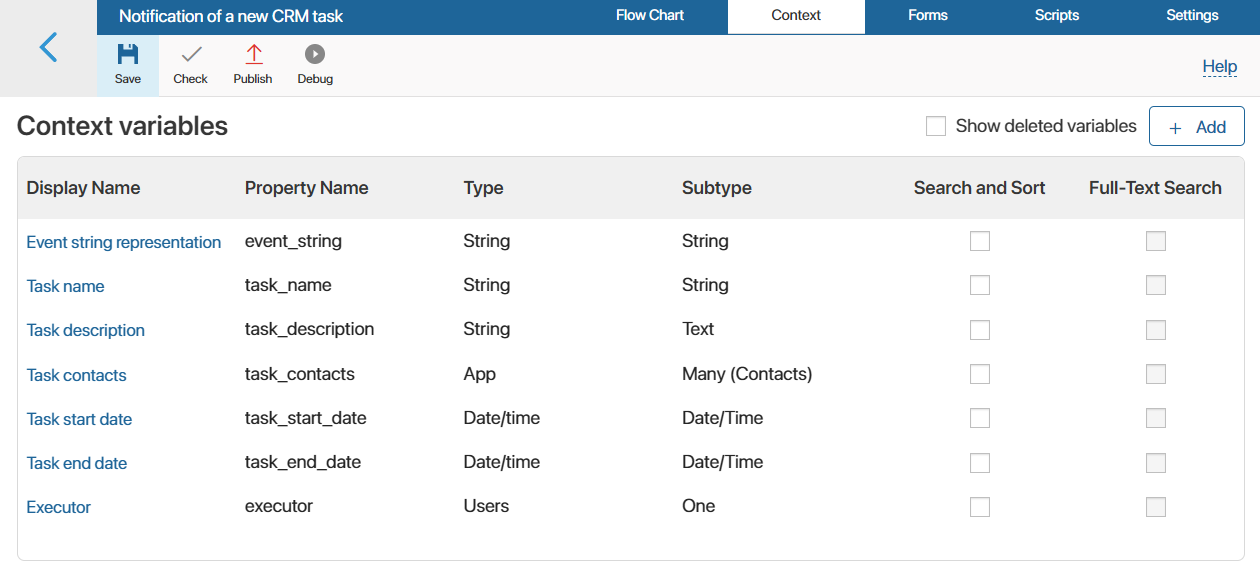 Notification of a new CRM task Flow Chart Context Forms Scripts Settings
Save Check Publish Debug Help
Context variables Show deleted variables + Add
Display Name Property Name Type Subtype Search and Sort Full-Text Search
Event string representation event_string String String
Task name task_name String String
Task description task_description String Text
Task contacts task_contacts App Many (Contacts)
Task start date task_start_date Date/time Date/Time
Task end date task_end_date Date/time Date/Time
Executor executor Users One